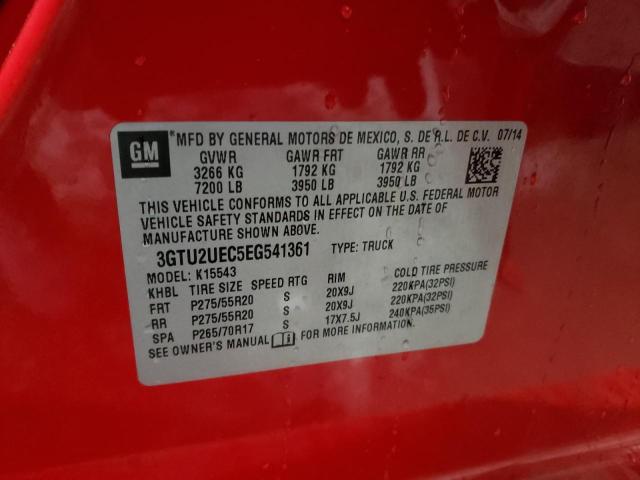 GM
®MFD BY GENERAL MOTORS DE MEXICO, S. DE R.L. DE C.V. 07/14
GVWR GAWR FRT GAWR RR
3266 KG 1792 KG 1792 KG
7200 LB 3950 LB 3950 LB
THIS VEHICLE CONFORMS TO ALL APPLICABLE U.S. FEDERAL MOTOR
VEHICLE SAFETY STANDARDS IN EFFECT ON THE DATE OF
MANUFACTURE SHOWN ABOVE.
3GTU2UEC5EG541361 TYPE: TRUCK
MODEL: K15543
KHBL TIRE SIZE SPEED RTG RIM COLD TIRE PRESSURE
FRT P275/55R20 S 20X9J 220KPA(32PSI)
RR P275/55R20 S 20X9J 220KPA(32PSI)
SPA P265/70R17 S 17X7.5J 240KPA(35PSI)
SEE OWNER'S MANUAL FOR MORE INFORMATION.